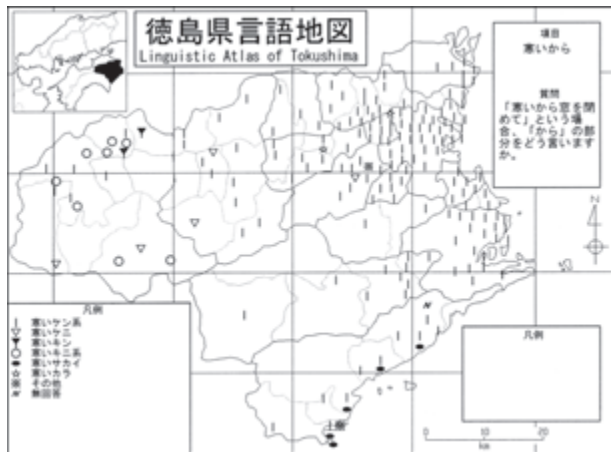 徳島県言語地図
Linguistic Atlas of Tokushima
項目
寒いから
質問
「寒いから窓を閉
めて」という場
合、「から」の部
分をどう言います
か。
N
凡例
寒いケン系
寒いケニ
寒いキン
寒いキニ系
寒いサカイ
寒いカラ
その他
N 無回答
凡例
0 10 20
km